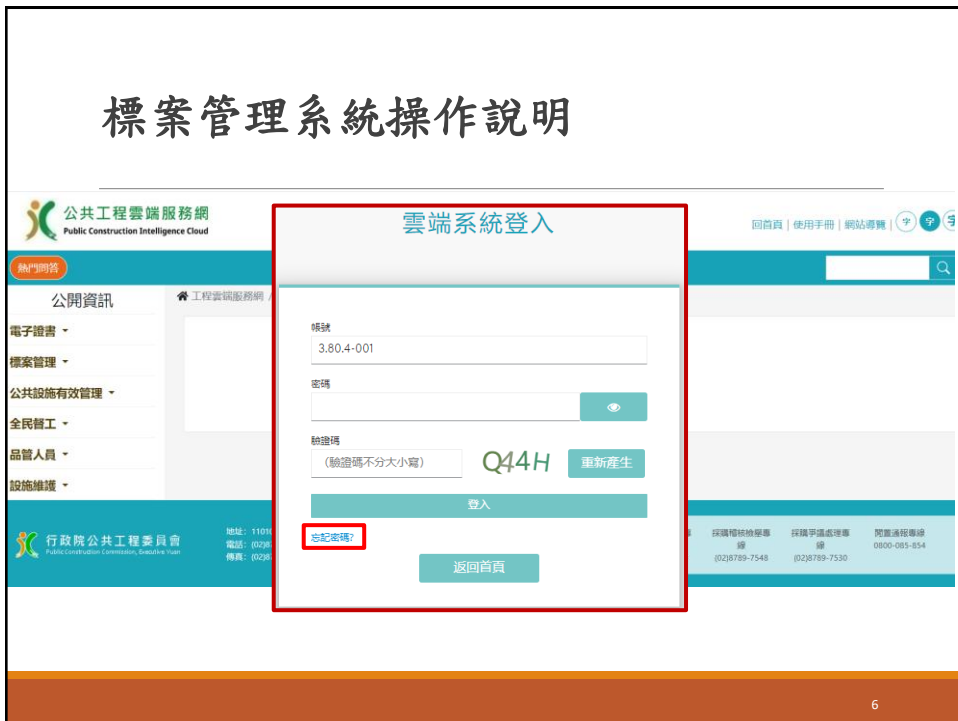 標案管理系統操作說明
公共工程雲端服務網
Public Construction Intelligence Cloud
回首頁 | 使用手冊 | 網站導覽 | 字 字 字
熱門問答
公開資訊
工程雲端服務網 /
電子證書
標案管理
公共設施有效管理
全民督工
品管人員
設施維護
雲端系統登入
帳號
3.80.4-001
密碼
驗證碼
(驗證碼不分大小寫) Q44H 重新產生
登入
忘記密碼?
返回首頁
行政院公共工程委員會
Public Construction Commission, Executive Yuan
地址: 1101
電話: (02)8
傳真: (02)8
採購稽核檢舉專線
(02)8789-7548
採購爭議處理專線
(02)8789-7530
閒置通報專線
0800-085-854
6